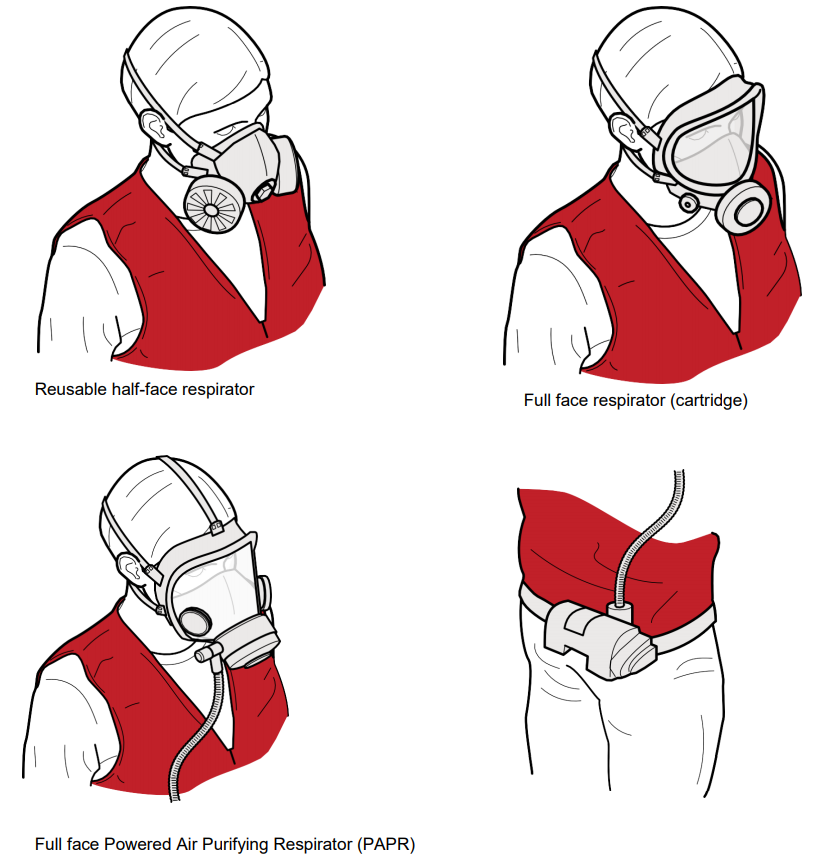 Reusable half-face respirator
Full face respirator (cartridge)
Full face Powered Air Purifying Respirator (PAPR)